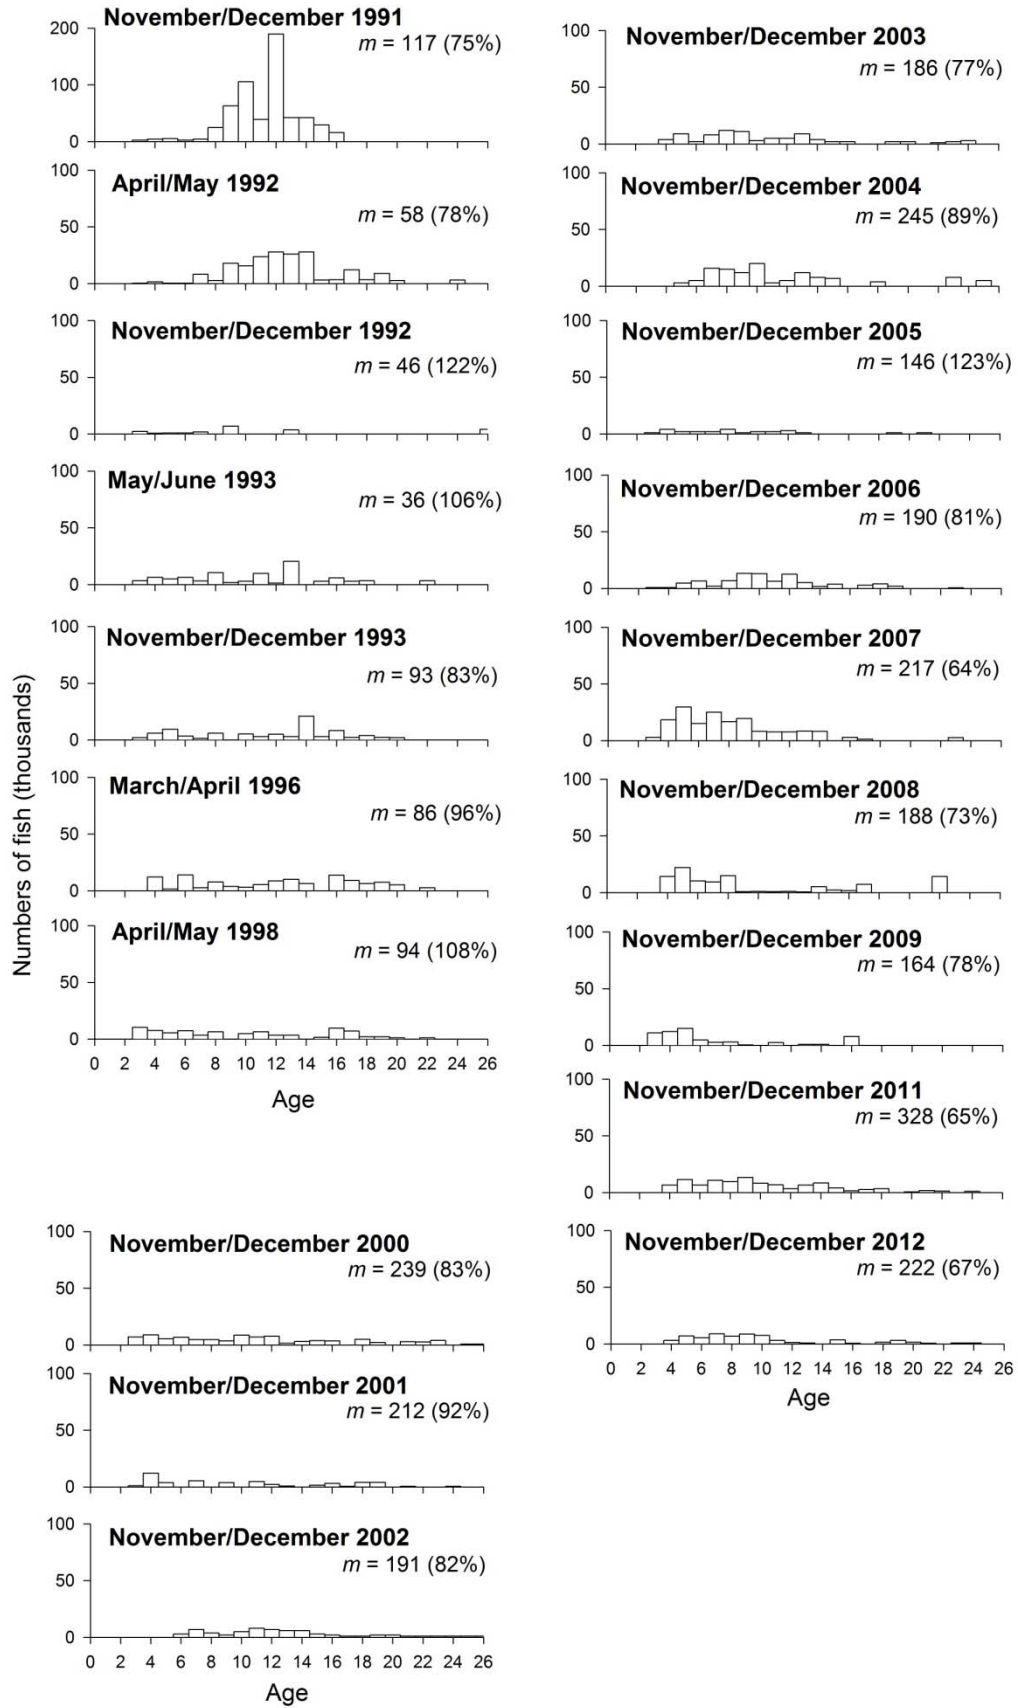 Numbers of fish (thousands)
November/December 1991
m = 117 (75%)
200
100
0
April/May 1992
m = 58 (78%)
100
50
0
November/December 1992
m = 46 (122%)
100
50
0
May/June 1993
m = 36 (106%)
100
50
0
November/December 1993
m = 93 (83%)
100
50
0
March/April 1996
m = 86 (96%)
100
50
0
April/May 1998
m = 94 (108%)
100
50
0
0 2 4 6 8 10 12 14 16 18 20 22 24 26
Age
November/December 2000
m = 239 (83%)
100
50
0
November/December 2001
m = 212 (92%)
100
50
0
November/December 2002
m = 191 (82%)
100
50
0
0 2 4 6 8 10 12 14 16 18 20 22 24 26
Age
November/December 2003
m = 186 (77%)
100
50
0
November/December 2004
m = 245 (89%)
100
50
0
November/December 2005
m = 146 (123%)
100
50
0
November/December 2006
m = 190 (81%)
100
50
0
November/December 2007
m = 217 (64%)
100
50
0
November/December 2008
m = 188 (73%)
100
50
0
November/December 2009
m = 164 (78%)
100
50
0
November/December 2011
m = 328 (65%)
100
50
0
November/December 2012
m = 222 (67%)
100
50
0
0 2 4 6 8 10 12 14 16 18 20 22 24 26
Age